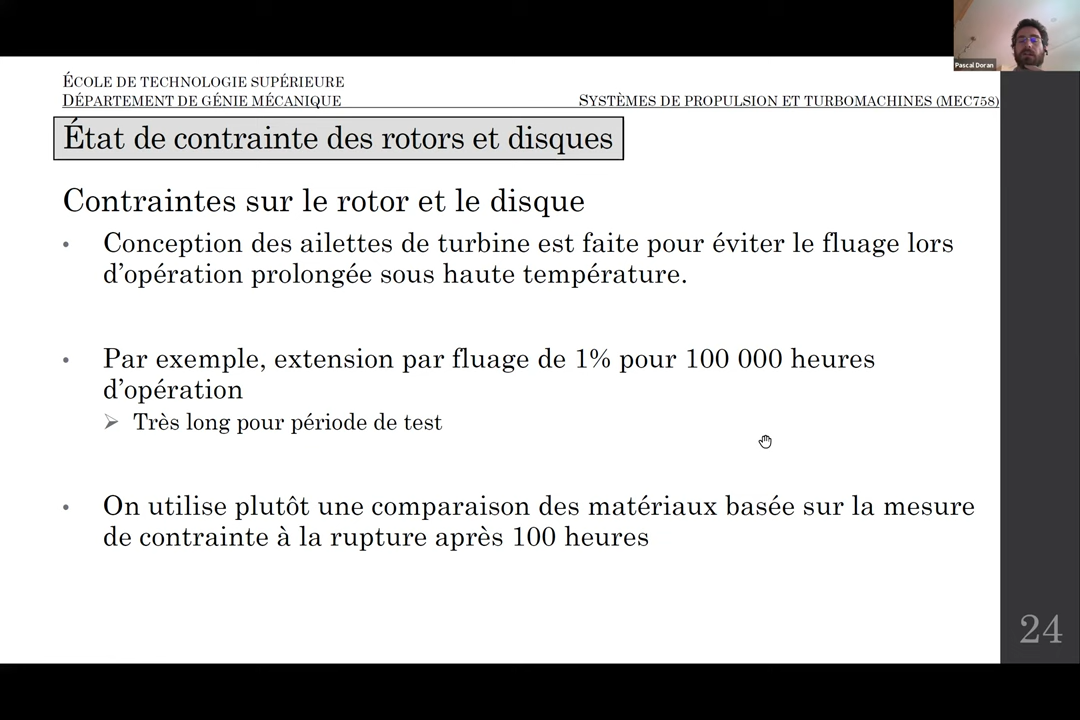 Pascal Doran
ÉCOLE DE TECHNOLOGIE SUPÉRIEURE
DÉPARTEMENT DE GÉNIE MÉCANIQUE
SYSTÈMES DE PROPULSION ET TURBOMACHINES (MEC758)
État de contrainte des rotors et disques
Contraintes sur le rotor et le disque
• Conception des ailettes de turbine est faite pour éviter le fluage lors
d’opération prolongée sous haute température.
• Par exemple, extension par fluage de 1% pour 100 000 heures
d’opération
➢ Très long pour période de test
• On utilise plutôt une comparaison des matériaux basée sur la mesure
de contrainte à la rupture après 100 heures
24